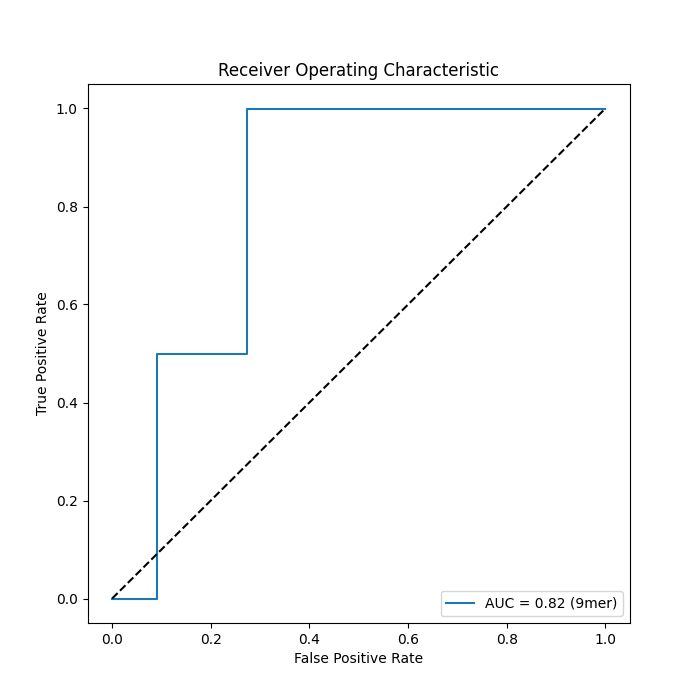 Receiver Operating Characteristic
1.0
0.8
0.6
0.4
0.2
0.0
True Positive Rate
AUC = 0.82 (9mer)
0.0 0.2 0.4 0.6 0.8 1.0
False Positive Rate